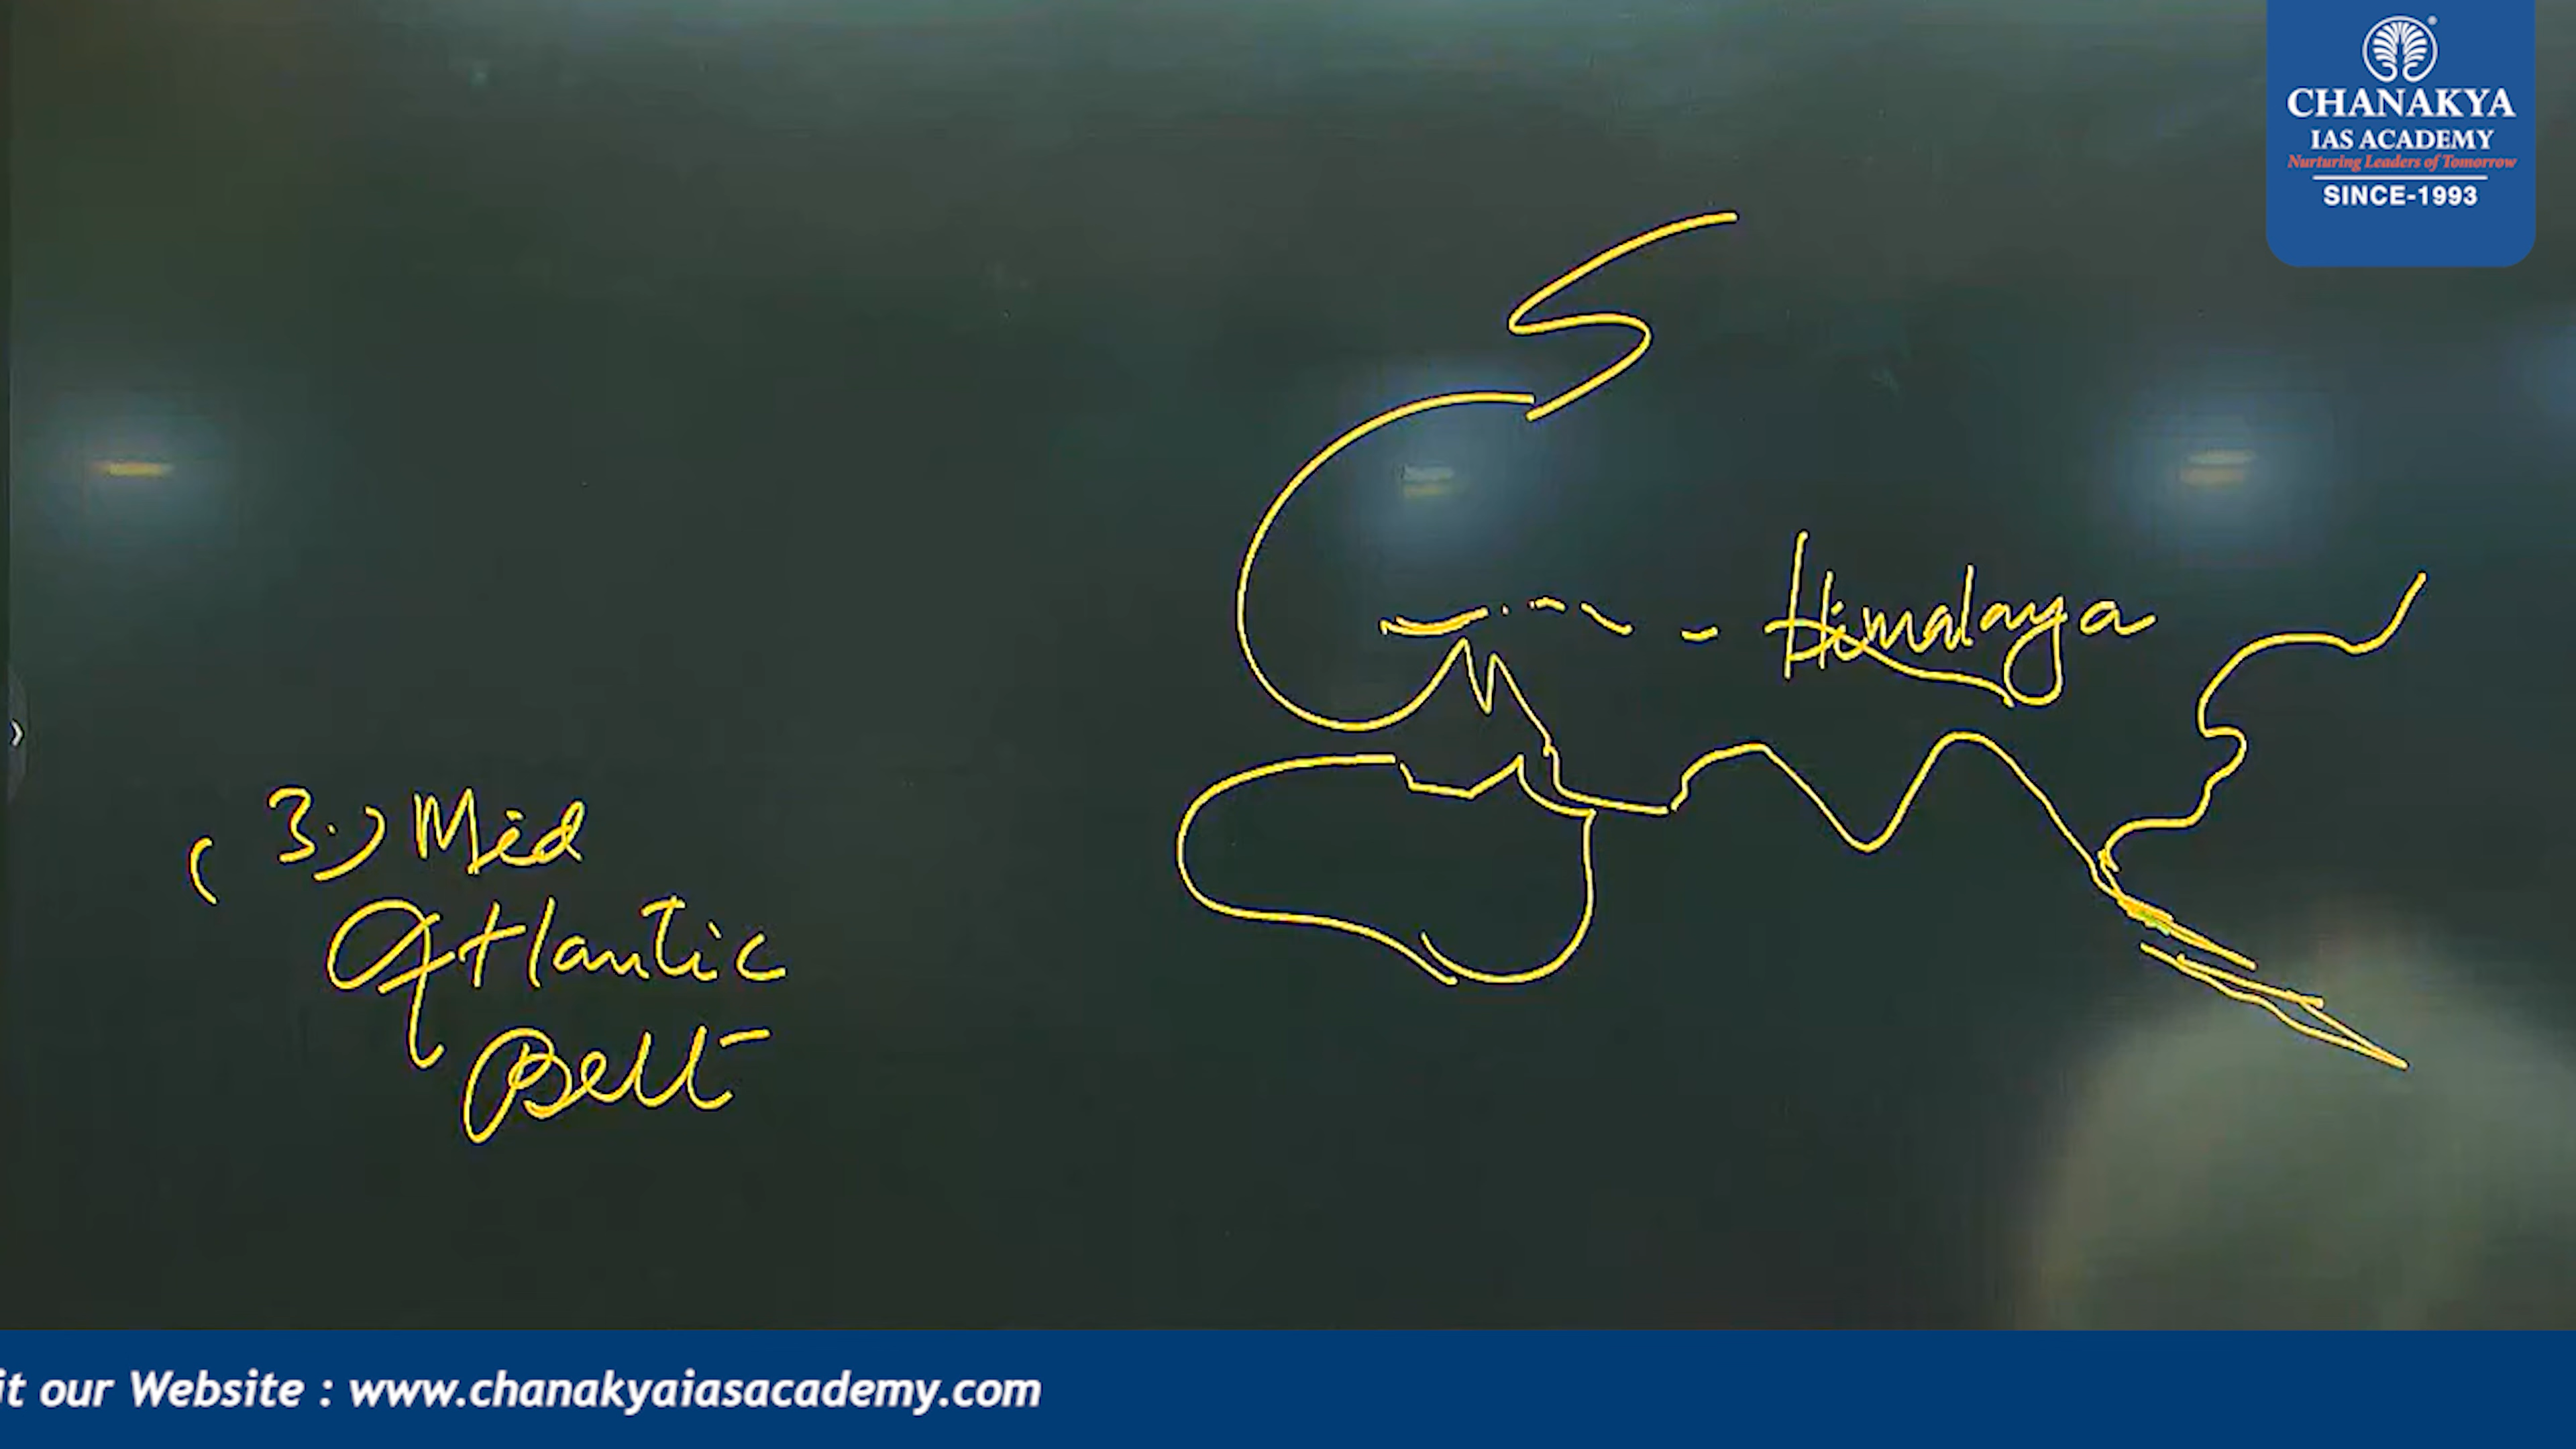 CHANAKYA
IAS ACADEMY
Nurturing Leaders of Tomorrow
SINCE-1993
Himalaya
(3.) Mid
Atlantic
Belt
it our Website : www.chanakyaiasacademy.com